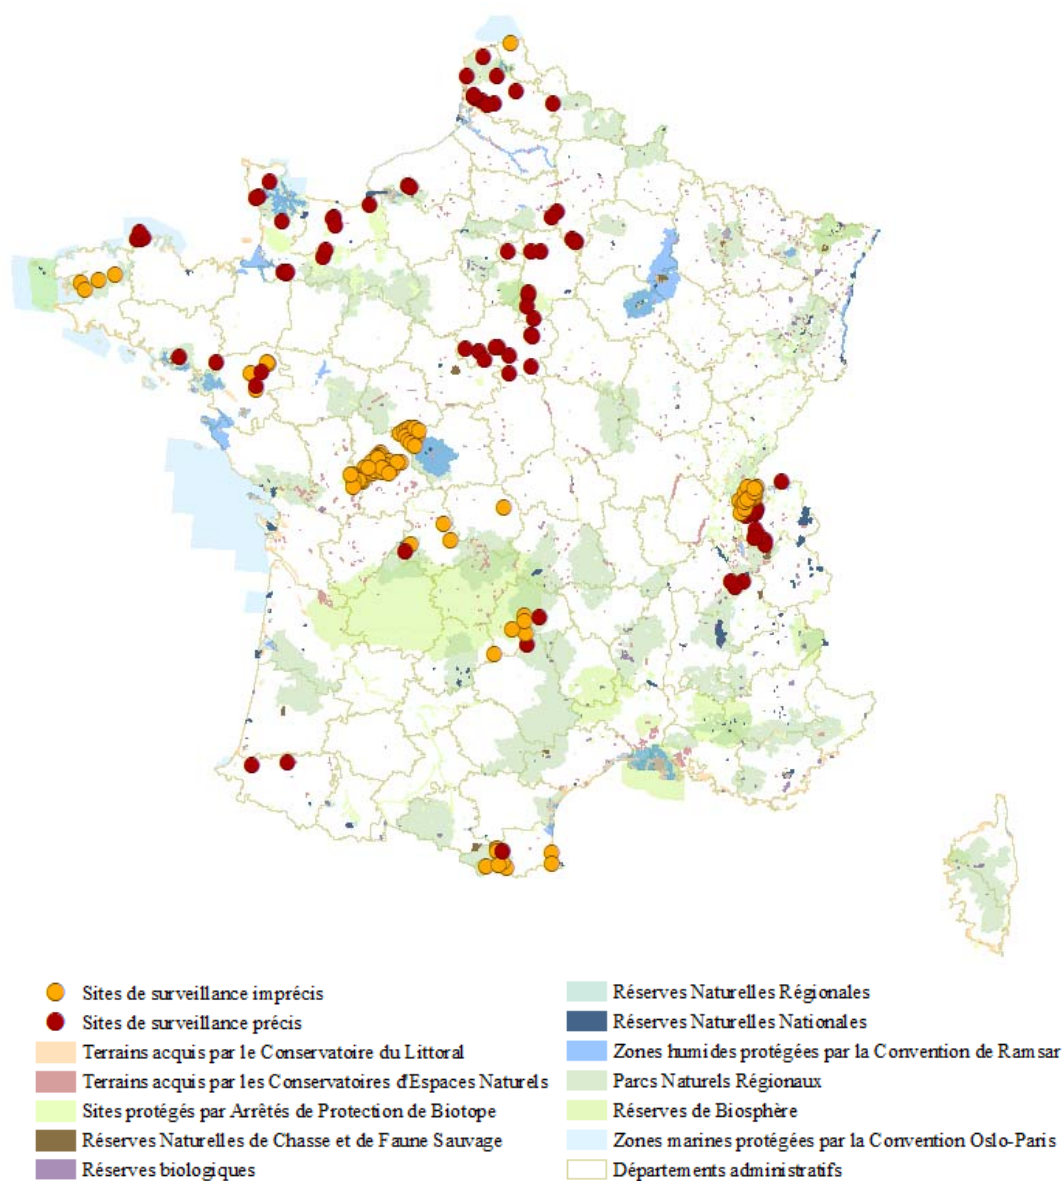 Sites de surveillance imprécis
Sites de surveillance précis
Terrains acquis par le Conservatoire du Littoral
Terrains acquis par les Conservatoires d'Espaces Naturels
Sites protégés par Arrêtés de Protection de Biotope
Réserves Naturelles de Chasse et de Faune Sauvage
Réserves biologiques
Réserves Naturelles Régionales
Réserves Naturelles Nationales
Zones humides protégées par la Convention de Ramsar
Parcs Naturels Régionaux
Réserves de Biosphère
Zones marines protégées par la Convention Oslo-Paris
Départements administratifs